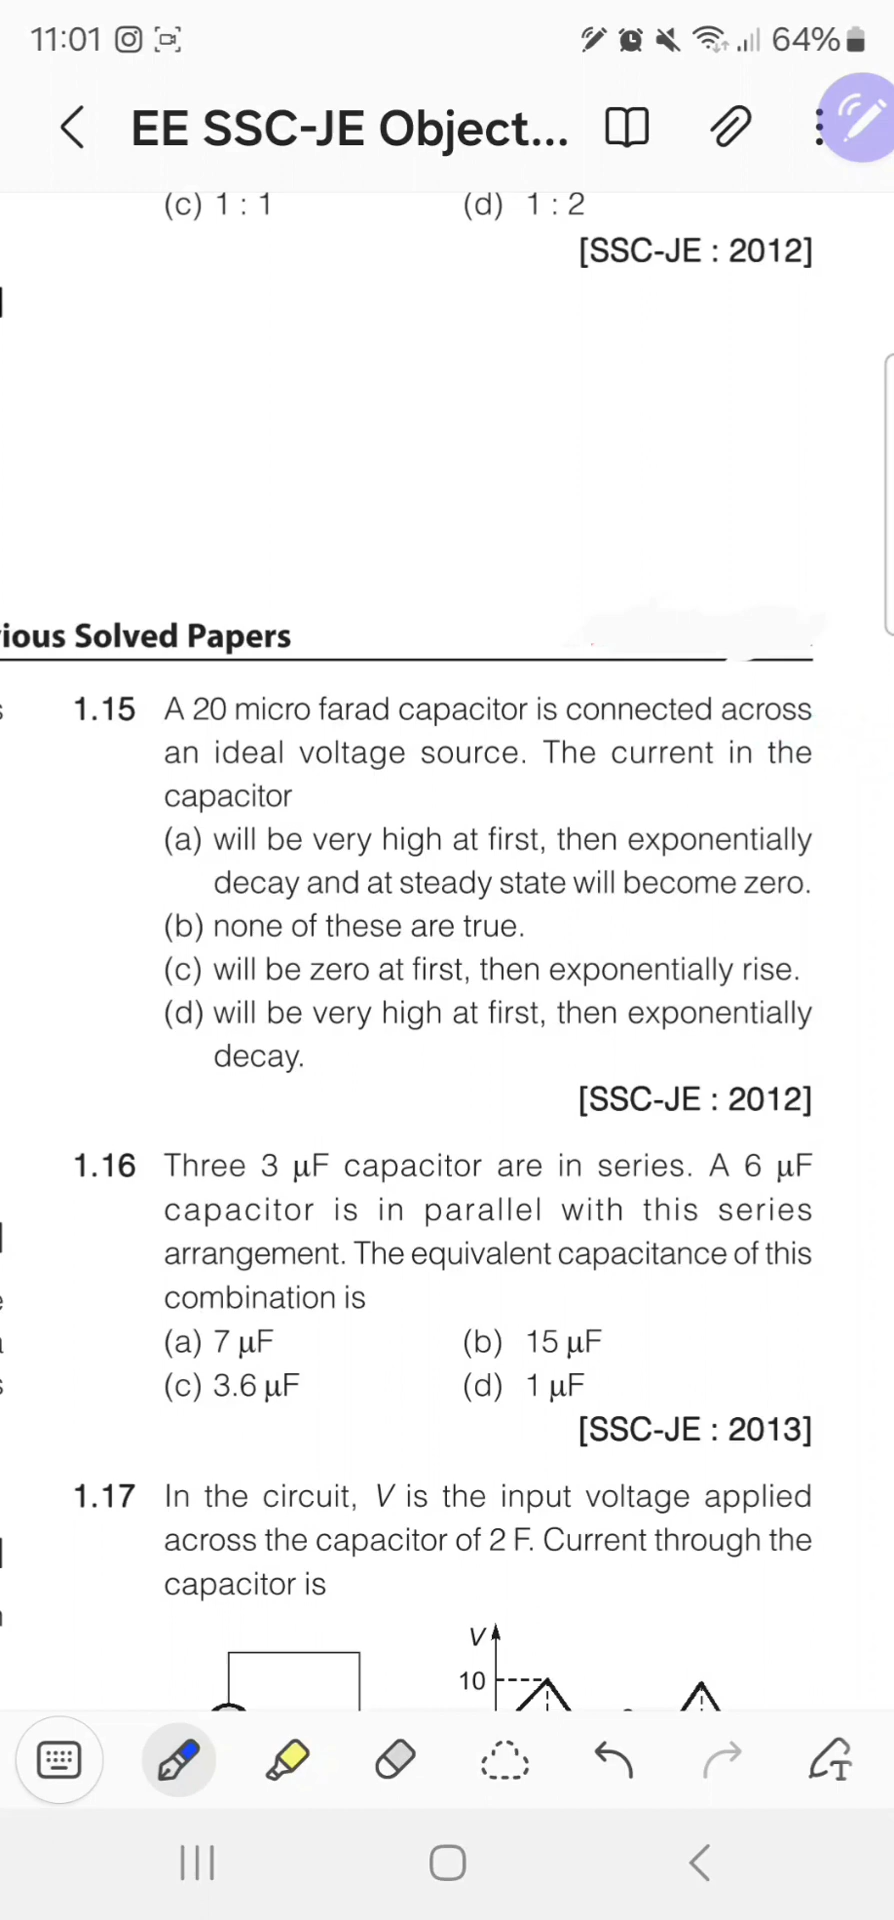 11:01
64%
EE SSC-JE Object...
(c) 1 : 1 (d) 1 : 2
[SSC-JE : 2012]
ious Solved Papers
1.15 A 20 micro farad capacitor is connected across
an ideal voltage source. The current in the
capacitor
(a) will be very high at first, then exponentially
decay and at steady state will become zero.
(b) none of these are true.
(c) will be zero at first, then exponentially rise.
(d) will be very high at first, then exponentially
decay.
[SSC-JE : 2012]
1.16 Three 3 μF capacitor are in series. A 6 μF
capacitor is in parallel with this series
arrangement. The equivalent capacitance of this
combination is
(a) 7 μF (b) 15 μF
(c) 3.6 μF (d) 1 μF
[SSC-JE : 2013]
1.17 In the circuit, V is the input voltage applied
across the capacitor of 2 F. Current through the
capacitor is
V
10
T